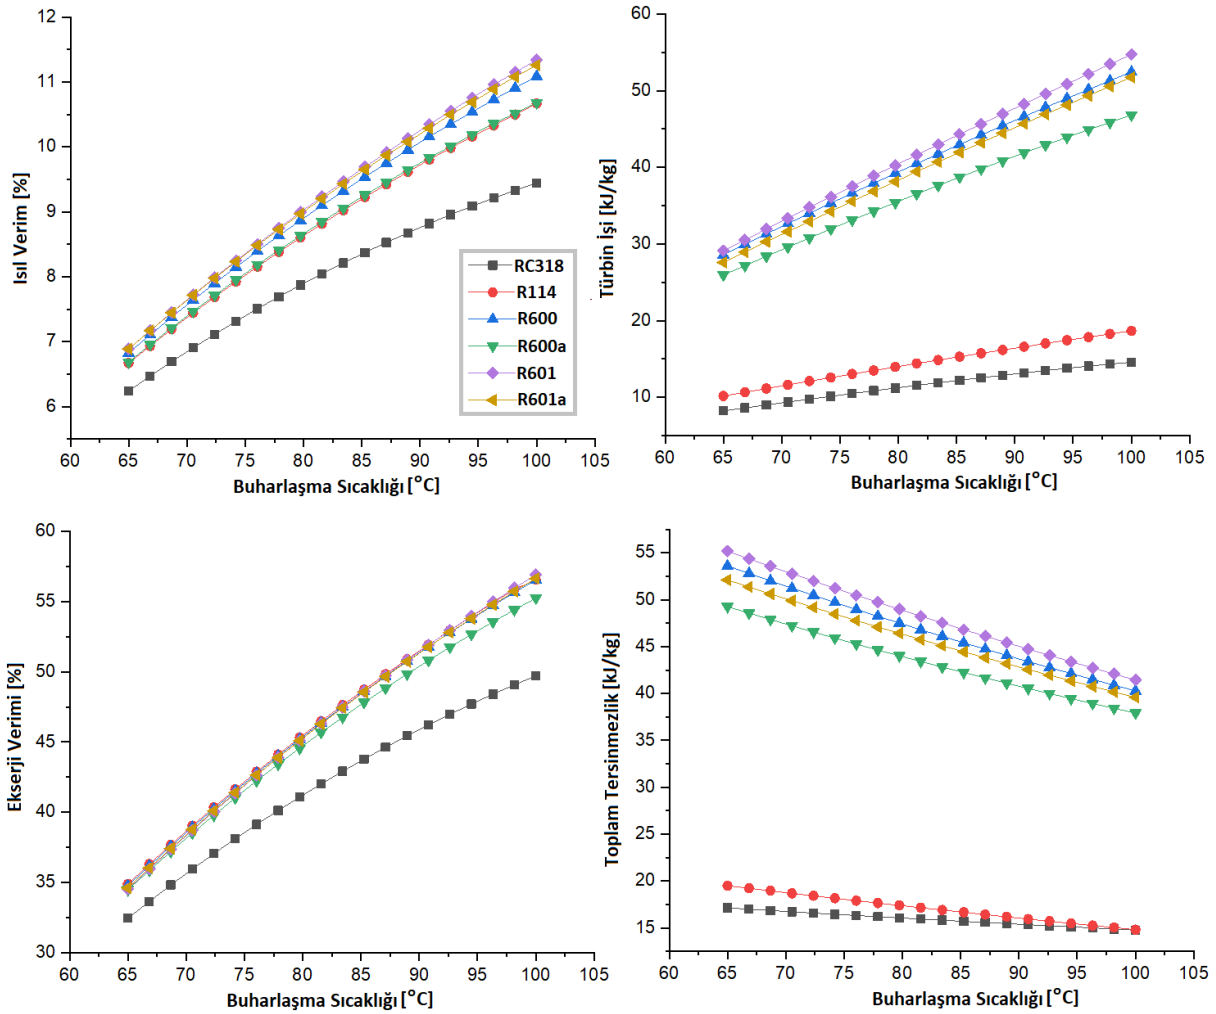 12
11
10
9
8
7
6
Isıl Verim [%]
60 65 70 75 80 85 90 95 100 105
Buharlaşma Sıcaklığı [°C]
RC318
R114
R600
R600a
R601
R601a
60
50
40
30
20
10
Türbin İşi [kJ/kg]
60 65 70 75 80 85 90 95 100 105
Buharlaşma Sıcaklığı [°C]
60
55
50
45
40
35
30
Ekserji Verimi [%]
60 65 70 75 80 85 90 95 100 105
Buharlaşma Sıcaklığı [°C]
55
50
45
40
35
30
25
20
15
Toplam Tersinmezlik [kJ/kg]
60 65 70 75 80 85 90 95 100 105
Buharlaşma Sıcaklığı [°C]